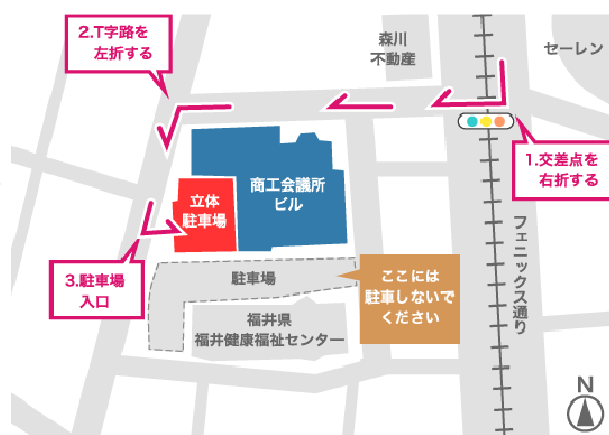 2.T字路を
左折する
森川
不動産
セーレン
1.交差点を
右折する
商工会議所
ビル
立体
駐車場
フェニックス通り
3.駐車場
入口
駐車場
ここには
駐車しないで
ください
福井県
福井健康福祉センター
N